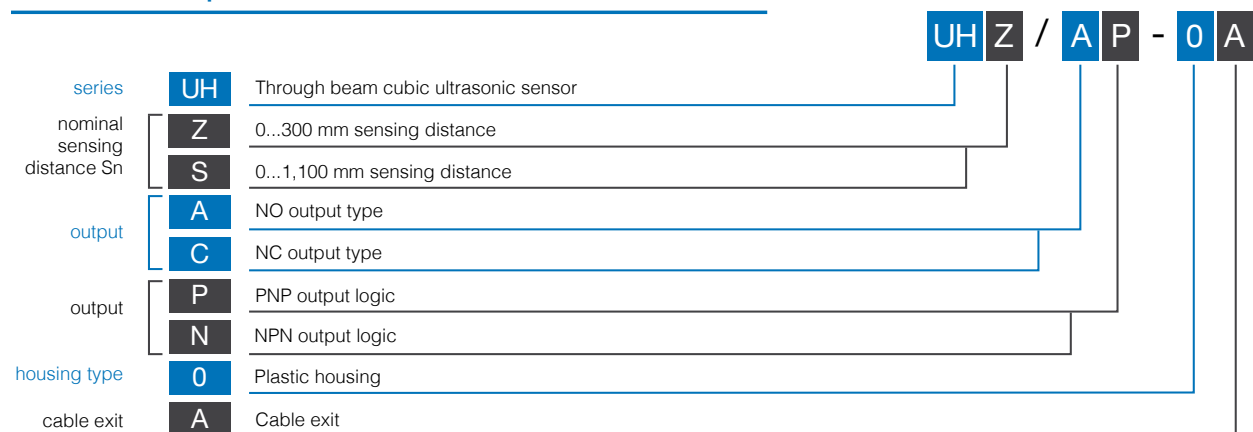 UH Z / A P - 0 A
series UH Through beam cubic ultrasonic sensor
nominal
sensing
distance Sn
Z 0...300 mm sensing distance
S 0...1,100 mm sensing distance
output
A NO output type
C NC output type
output
P PNP output logic
N NPN output logic
housing type 0 Plastic housing
cable exit A Cable exit